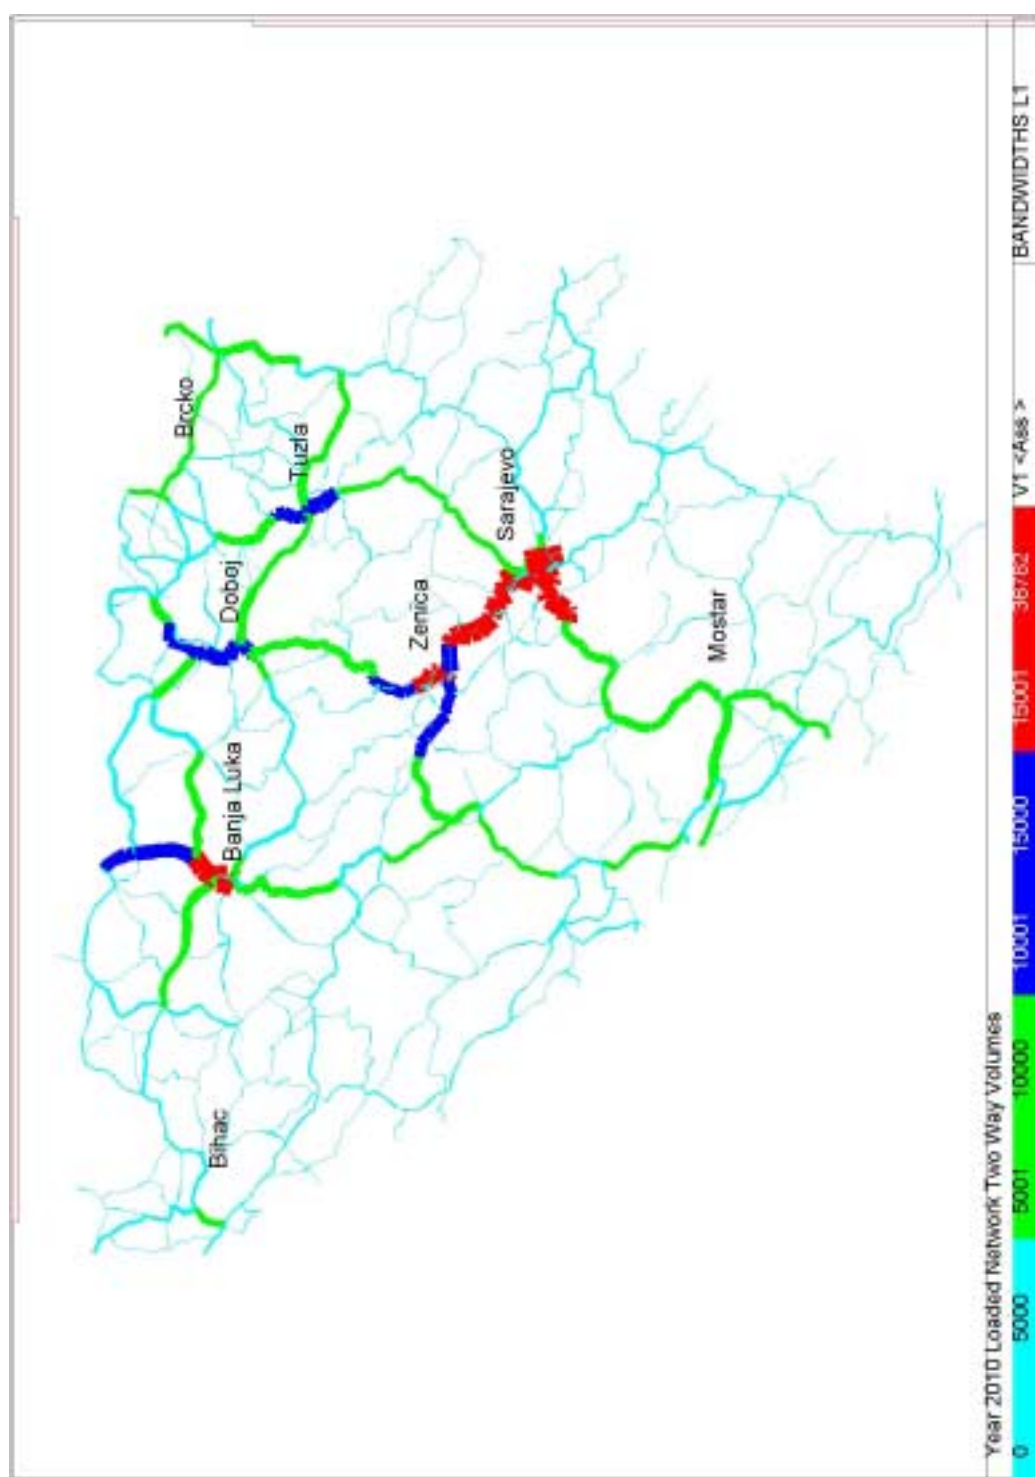 Brcko
Tuzla
Doboj
Banja Luka
Bihac
Zenica
Sarajevo
Mostar
Year 2010 Loaded Network Two Way Volumes
0 5000 5001 10000 10001 15000 15001 38762 V1 <Ass > BANDWIDTHS L1